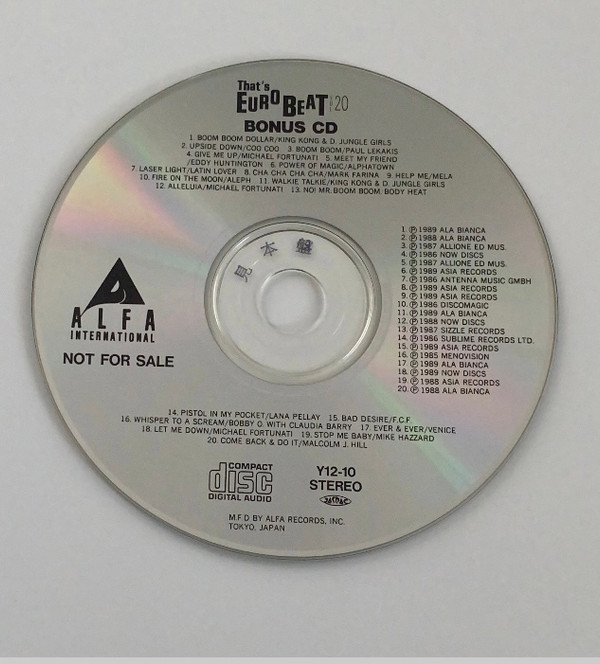 That's
EUROBEAT VOL. 20
BONUS CD
1. BOOM BOOM DOLLAR/KING KONG & D. JUNGLE GIRLS
2. UPSIDE DOWN/COO COO 3. BOOM BOOM/PAUL LEKAKIS
4. GIVE ME UP/MICHAEL FORTUNATI 5. MEET MY FRIEND
/EDDY HUNTINGTON 6. POWER OF MAGIC/ALPHATOWN
7. LASER LIGHT/LATIN LOVER 8. CHA CHA CHA CHA/MARK FARINA 9. HELP ME/MELA
10. FIRE ON THE MOON/ALEPH 11. WALKIE TALKIE/KING KONG & D. JUNGLE GIRLS
12. ALLELUIA/MICHAEL FORTUNATI 13. NO! MR. BOOM BOOM/BODY HEAT
見本盤
1. Ⓟ 1989 ALA BIANCA
2. Ⓟ 1988 ALA BIANCA
3. Ⓟ 1987 ALLIONE ED MUS.
4. Ⓟ 1986 NOW DISCS
5. Ⓟ 1987 ALLIONE ED MUS.
6. Ⓟ 1989 ASIA RECORDS
7. Ⓟ 1986 ANTENNA MUSIC GMBH
8. Ⓟ 1989 ASIA RECORDS
9. Ⓟ 1989 ASIA RECORDS
10. Ⓟ 1986 DISCOMAGIC
11. Ⓟ 1989 ALA BIANCA
12. Ⓟ 1988 NOW DISCS
13. Ⓟ 1987 SIZZLE RECORDS
14. Ⓟ 1986 SUBLIME RECORDS LTD.
15. Ⓟ 1989 ASIA RECORDS
16. Ⓟ 1985 MENOVISION
17. Ⓟ 1989 ALA BIANCA
18. Ⓟ 1989 NOW DISCS
19. Ⓟ 1988 ASIA RECORDS
20. Ⓟ 1988 ALA BIANCA
ALFA
INTERNATIONAL
NOT FOR SALE
14. PISTOL IN MY POCKET/LANA PELLAY 15. BAD DESIRE/F.C.F.
16. WHISPER TO A SCREAM/BOBBY O. WITH CLAUDIA BARRY 17. EVER & EVER/VENICE
18. LET ME DOWN/MICHAEL FORTUNATI 19. STOP ME BABY/MIKE HAZZARD
20. COME BACK & DO IT/MALCOLM J. HILL
COMPACT
disc
DIGITAL AUDIO
Y12-10
STEREO
JASRAC
M.F.D BY ALFA RECORDS, INC.
TOKYO, JAPAN